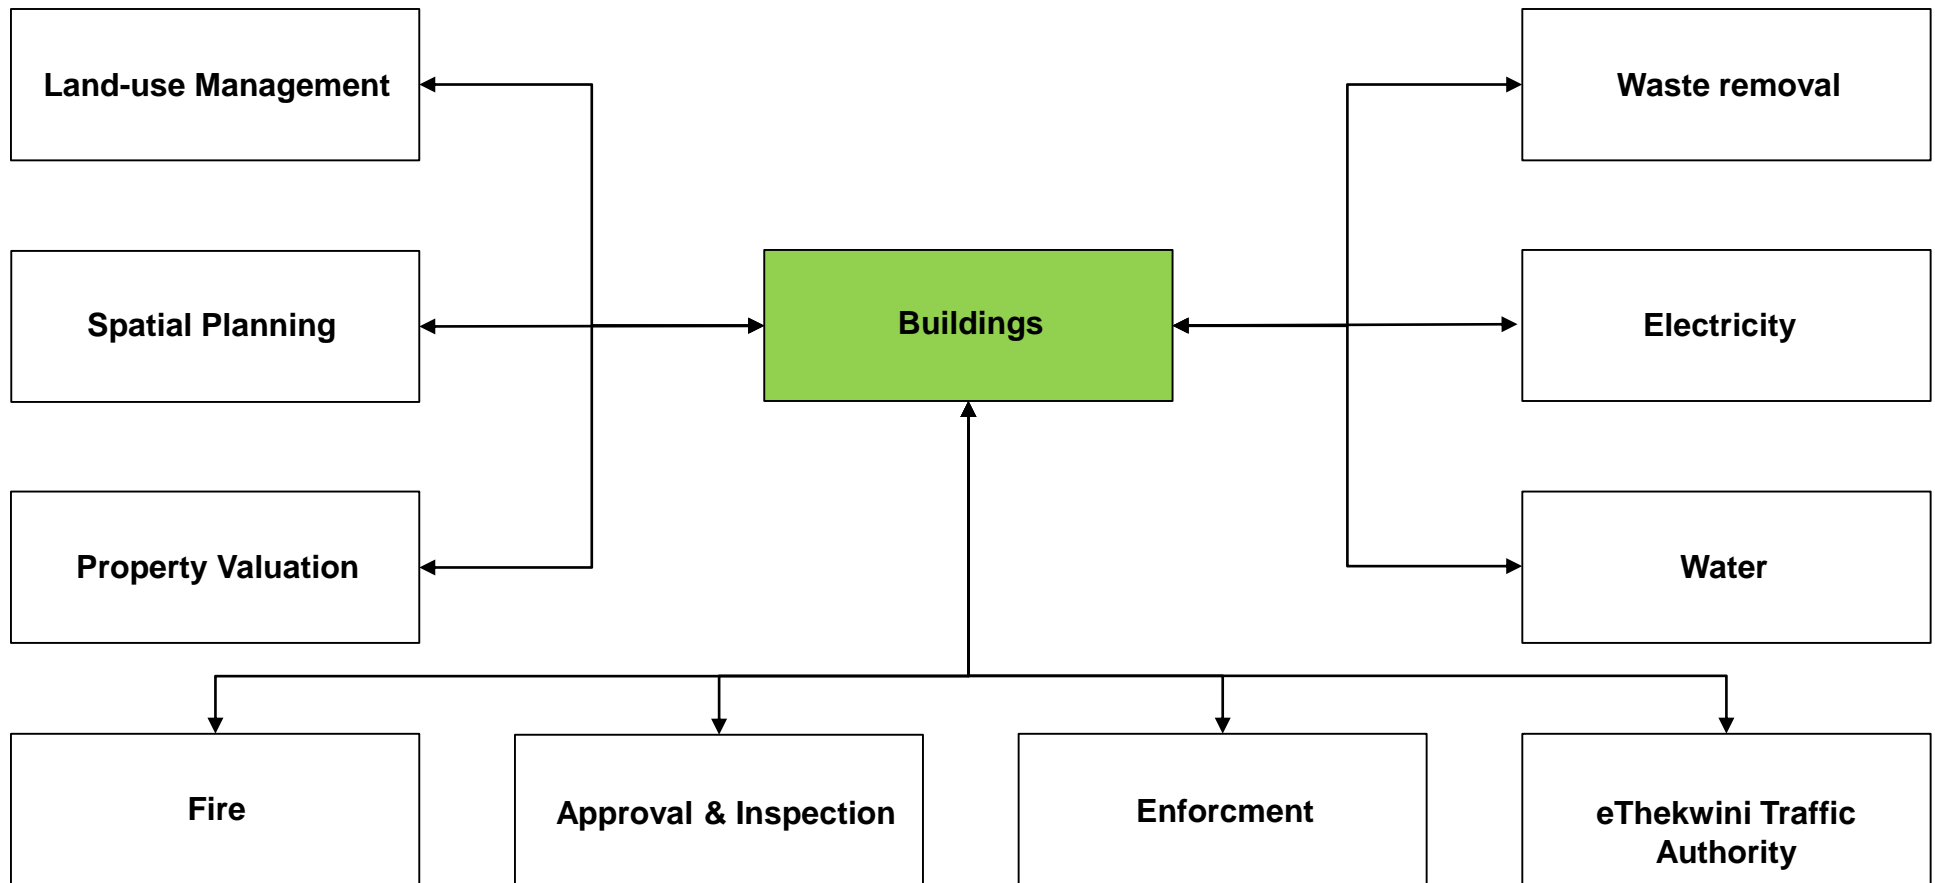 Land-use Management
Waste removal
Spatial Planning
Buildings
Electricity
Property Valuation
Water
Fire
Approval & Inspection
Enforcment
eThekwini Traffic
Authority